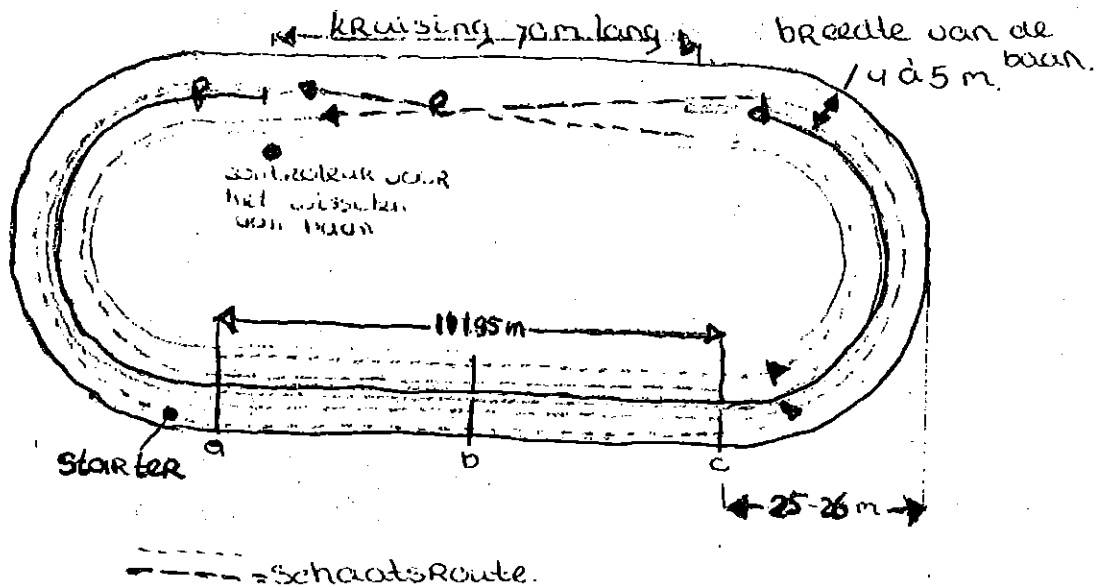 kRuising 70m lang
bReedte van de
baan.
4 à 5 m.
f
e
d
controleur voor
het wisselen
van baan
111.95 m
StaRteR
a
b
c
25-26 m
= SchaatsRoute.